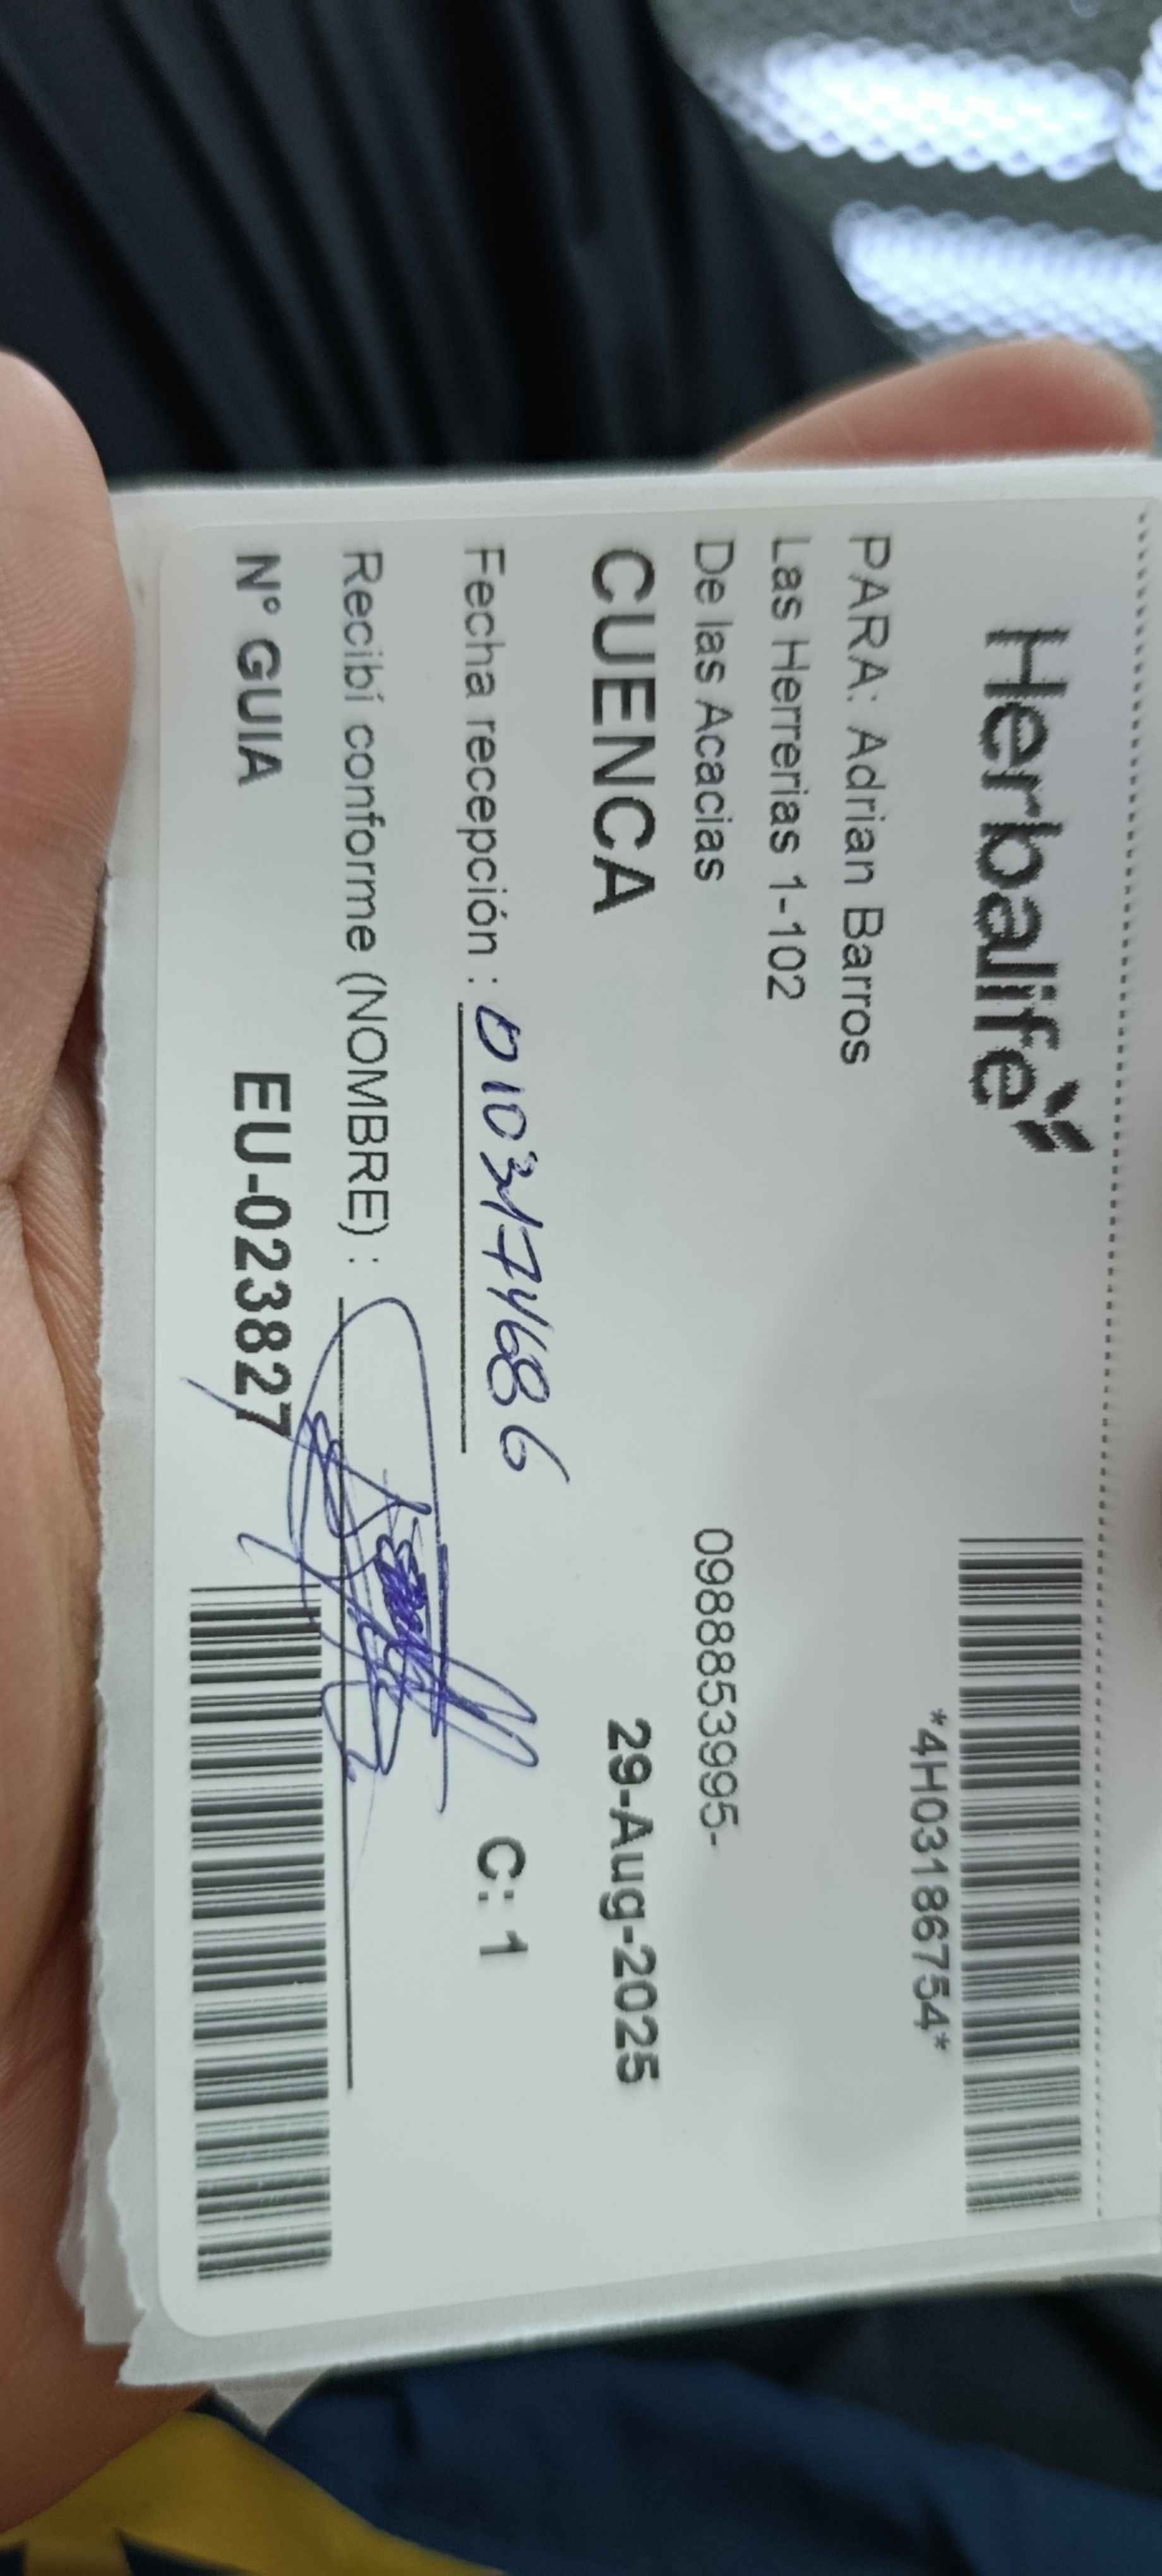 Herbalife
*4H03186754*
PARA: Adrian Barros
Las Herrerias 1-102
De las Acacias 0988853995-
CUENCA 29-Aug-2025
Fecha recepción : 0103474686
C: 1
Recibí conforme (NOMBRE) :
N° GUIA EU-023827